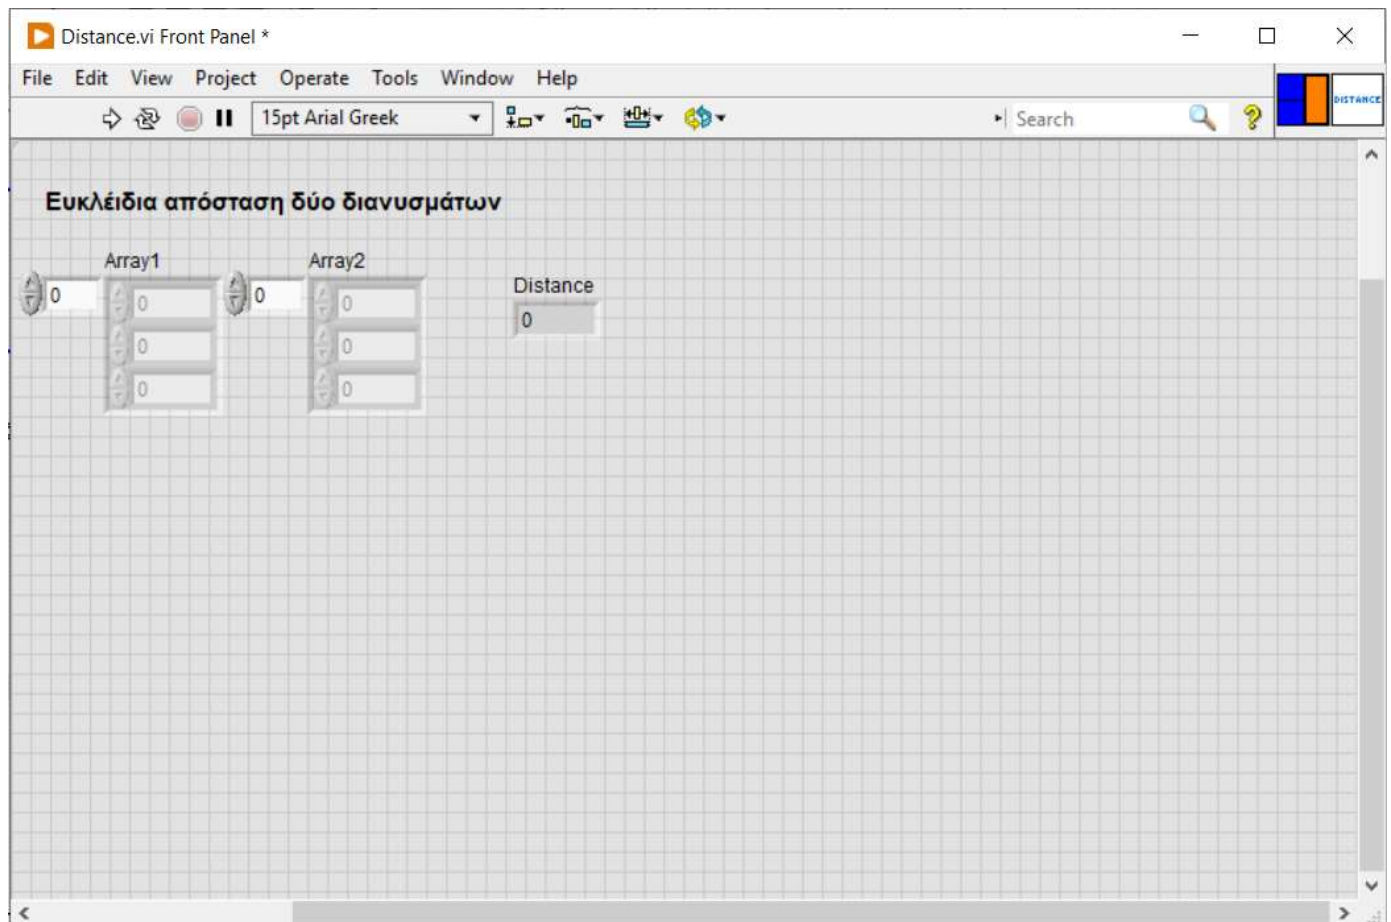 Distance.vi Front Panel *
File Edit View Project Operate Tools Window Help
15pt Arial Greek Search ? DISTANCE
Ευκλέιδια απόσταση δύο διανυσμάτων
Array1 Array2
Distance
0 0 0 0
0
0 0
0 0